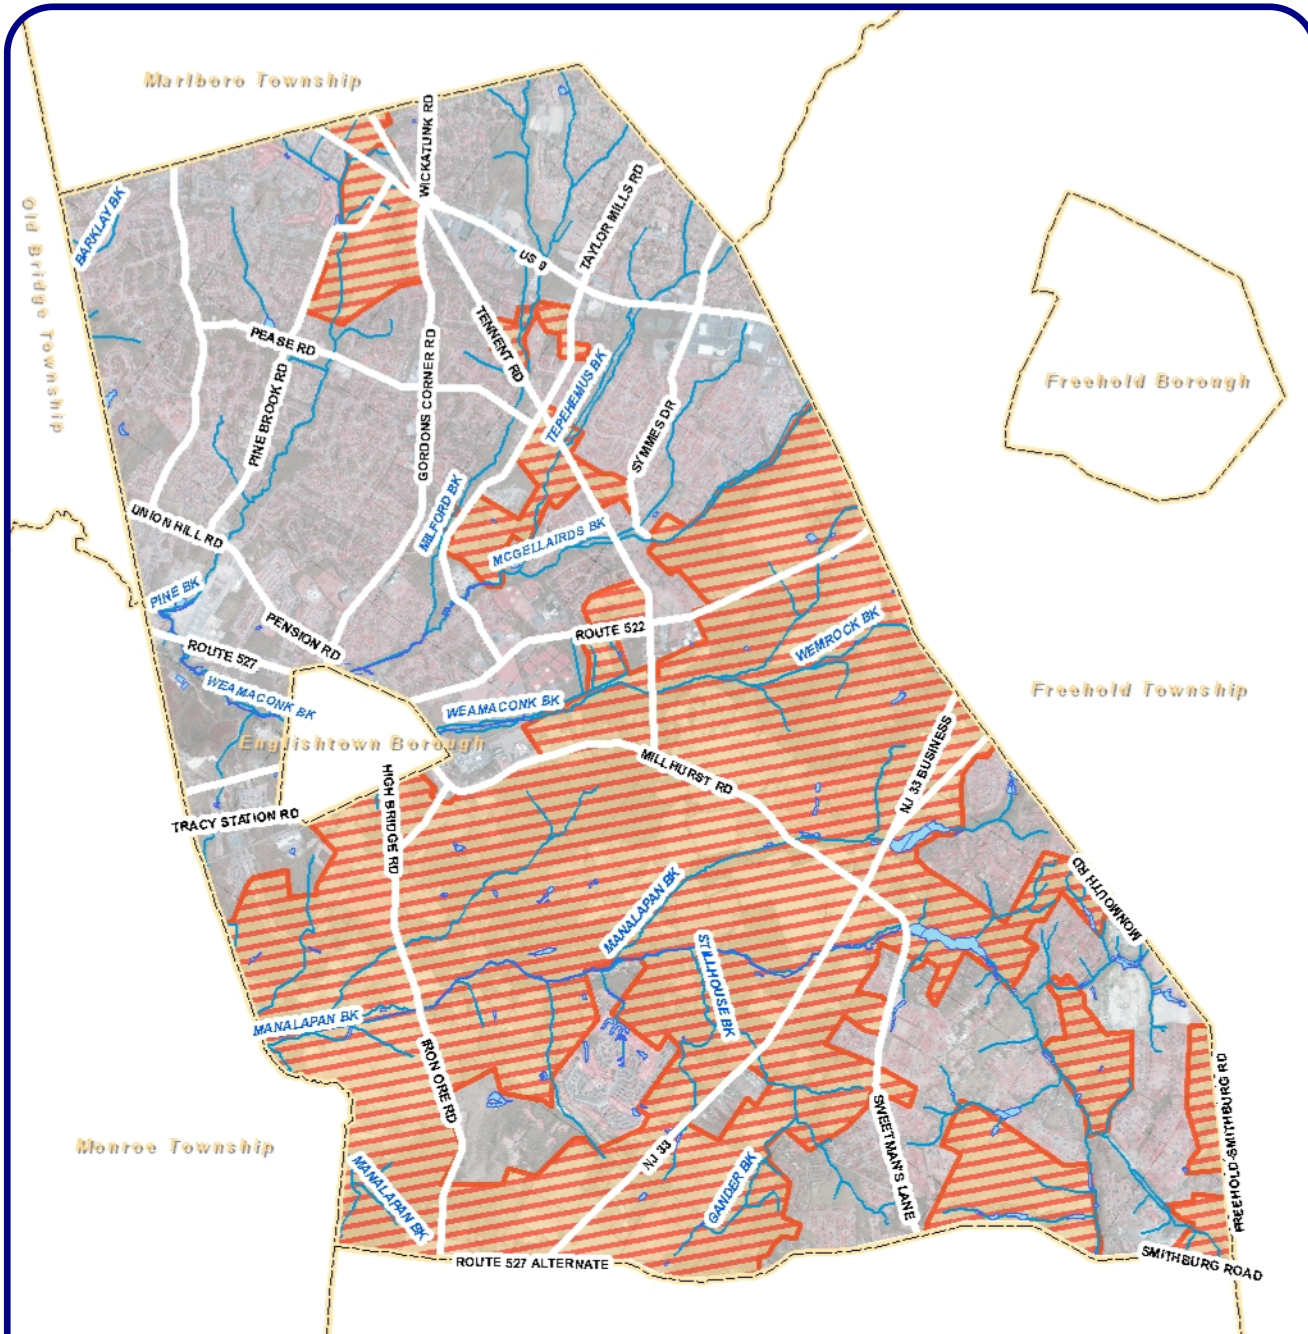 Marlboro Township
WICKATUNK RD
TAYLOR MILLS RD
BARKLAY BK
Old Bridge Township
US 9
PEASE RD
TENNENT RD
PINE BROOK RD
GORDONS CORNER RD
TEPEHEMUS BK
SYMMES DR
Freehold Borough
UNION HILL RD
MILFORD BK
MCGELLAIRDS BK
PINE BK
PENSION RD
ROUTE 522
WEMROCK BK
ROUTE 527
WEAMACONK BK
WEAMACONK BK
Freehold Township
Englishtown Borough
MILLHURST RD
NJ 33 BUSINESS
HIGH BRIDGE RD
TRACY STATION RD
MANALAPAN BK
MONMOUTH RD
STILLHOUSE BK
MANALAPAN BK
IRON ORE RD
FREEHOLD-SMITHBURG RD
Monroe Township
NJ 33
SWEETMAN'S LANE
MANALAPAN BK
GANDER BK
ROUTE 527 ALTERNATE
SMITHBURG ROAD